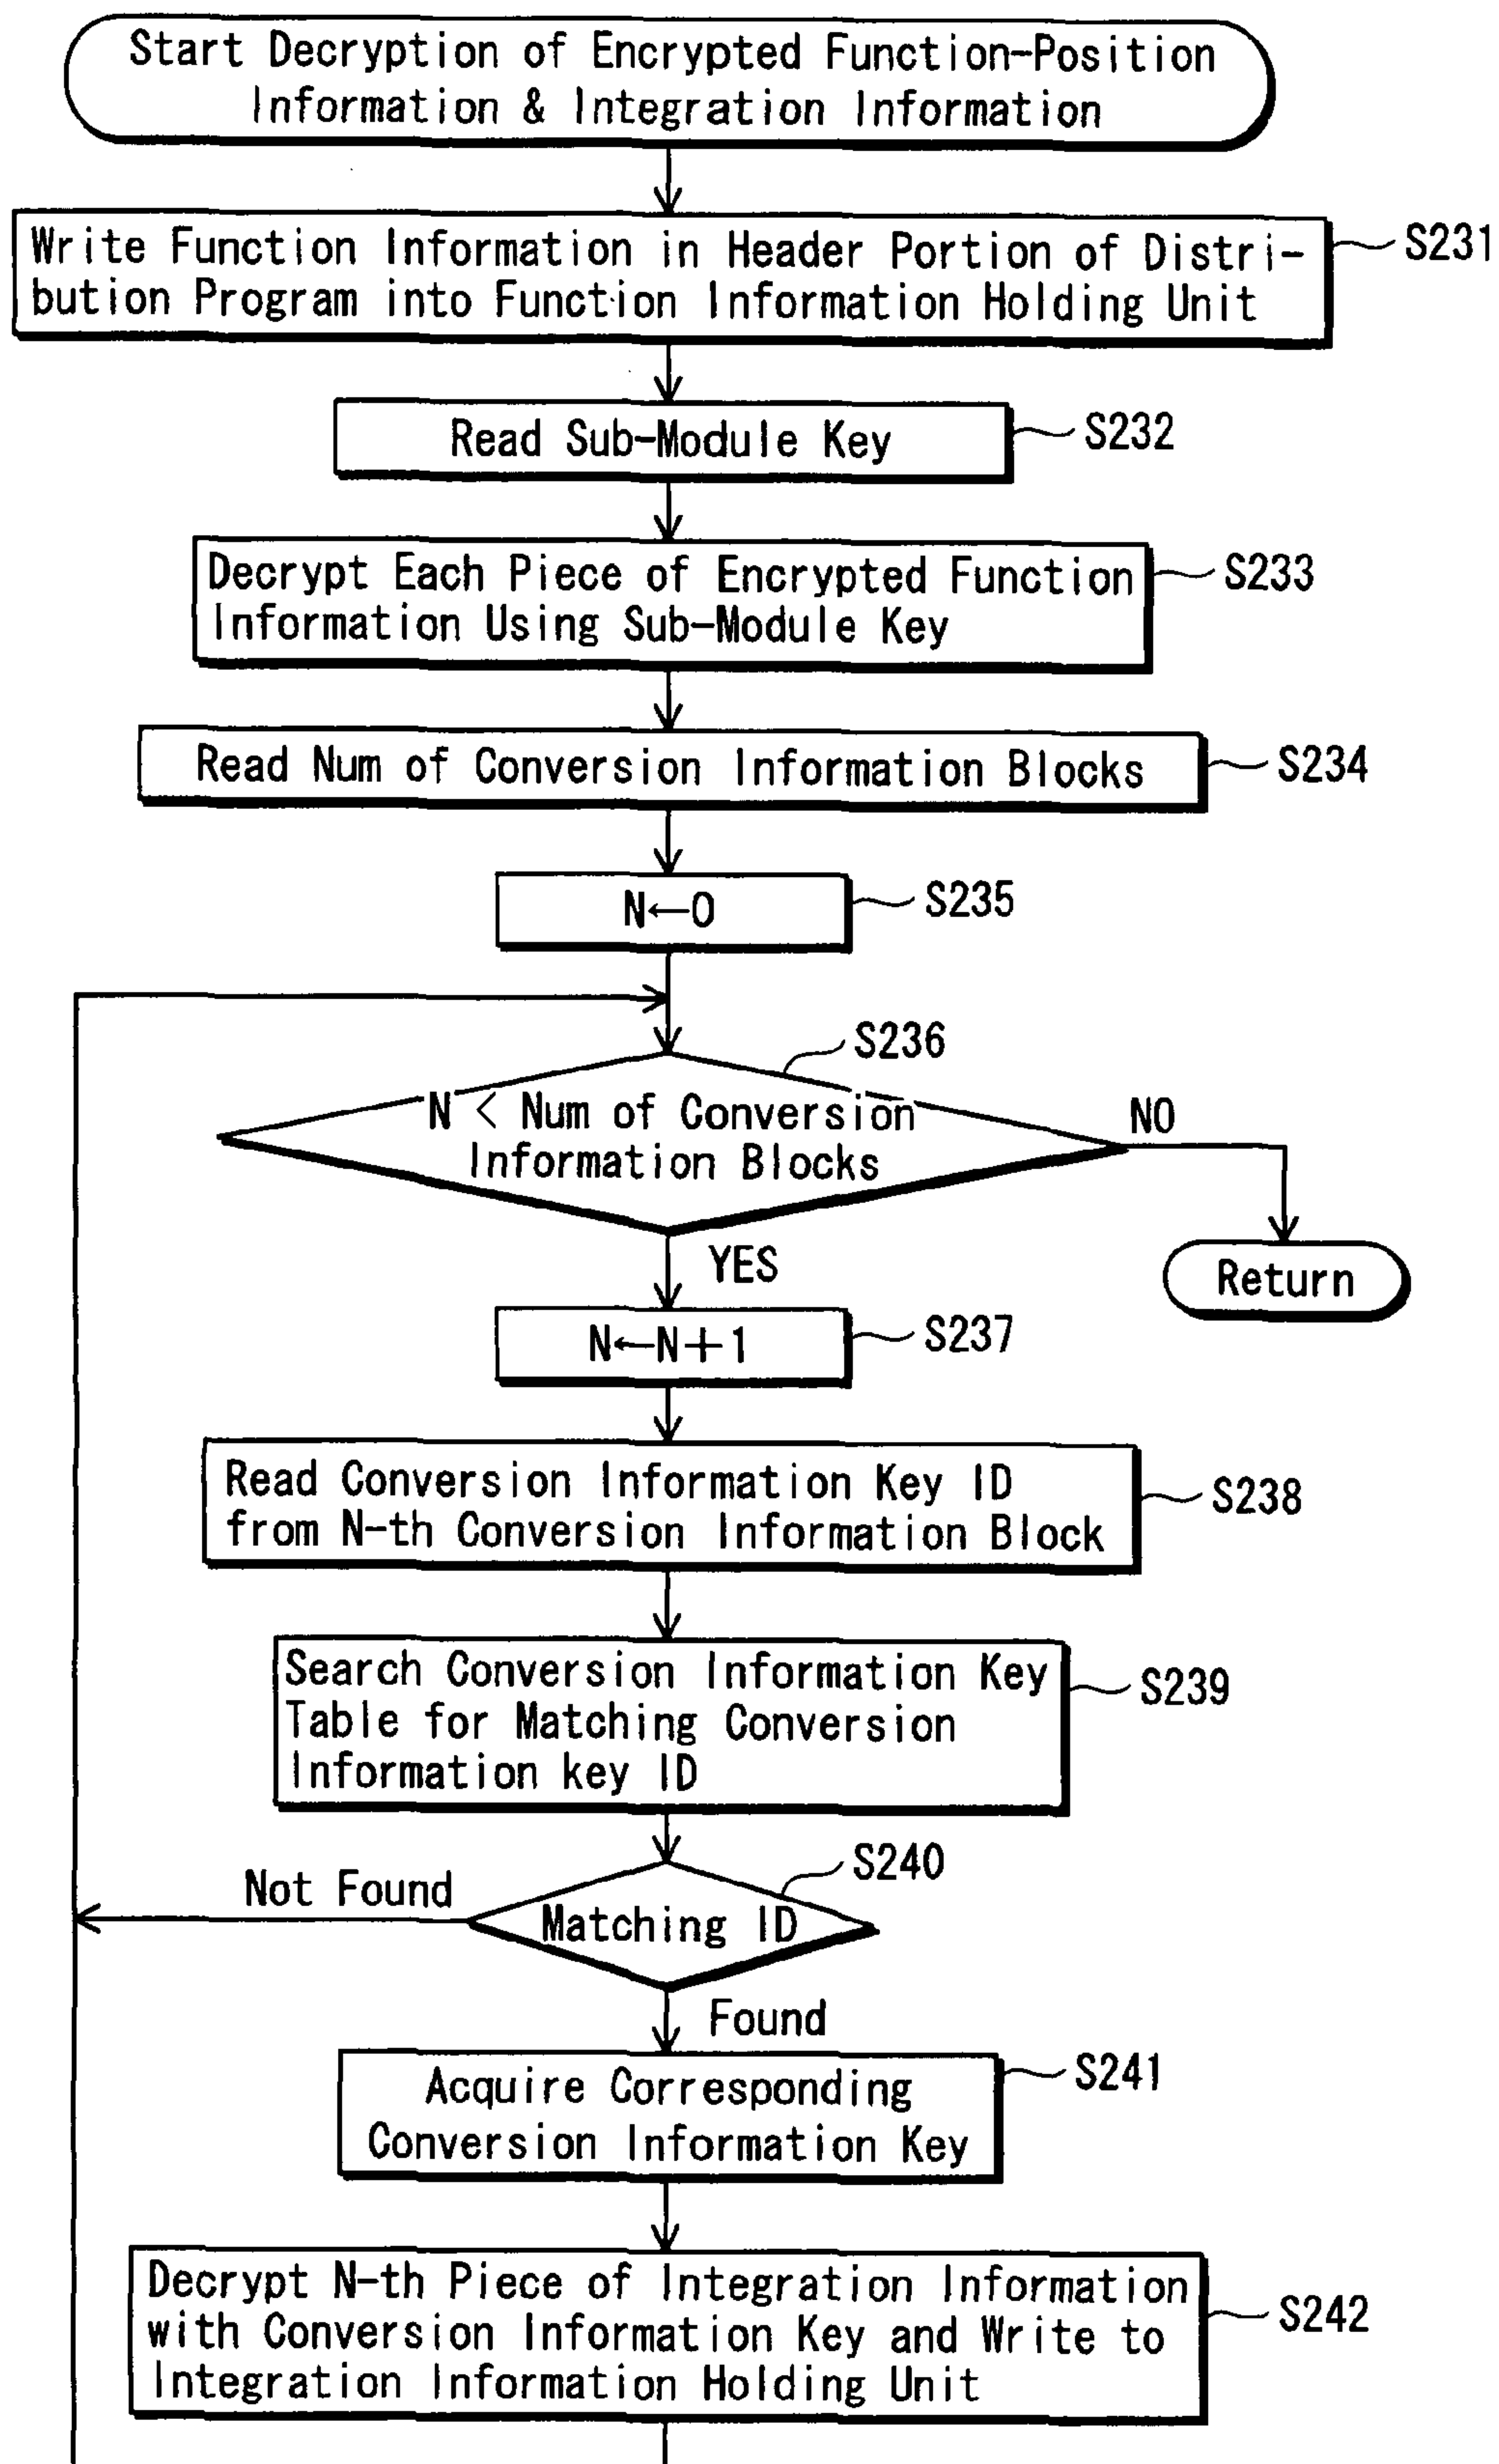 Start Decryption of Encrypted Function-Position
Information & Integration Information
Write Function Information in Header Portion of Distri-
bution Program into Function Information Holding Unit
S231
Read Sub-Module Key
S232
Decrypt Each Piece of Encrypted Function
Information Using Sub-Module Key
S233
Read Num of Conversion Information Blocks
S234
N←0
S235
S236
N < Num of Conversion
Information Blocks
NO
YES
Return
N←N+1
S237
Read Conversion Information Key ID
from N-th Conversion Information Block
S238
Search Conversion Information Key
Table for Matching Conversion
Information key ID
S239
S240
Not Found
Matching ID
Found
Acquire Corresponding
Conversion Information Key
S241
Decrypt N-th Piece of Integration Information
with Conversion Information Key and Write to
Integration Information Holding Unit
S242